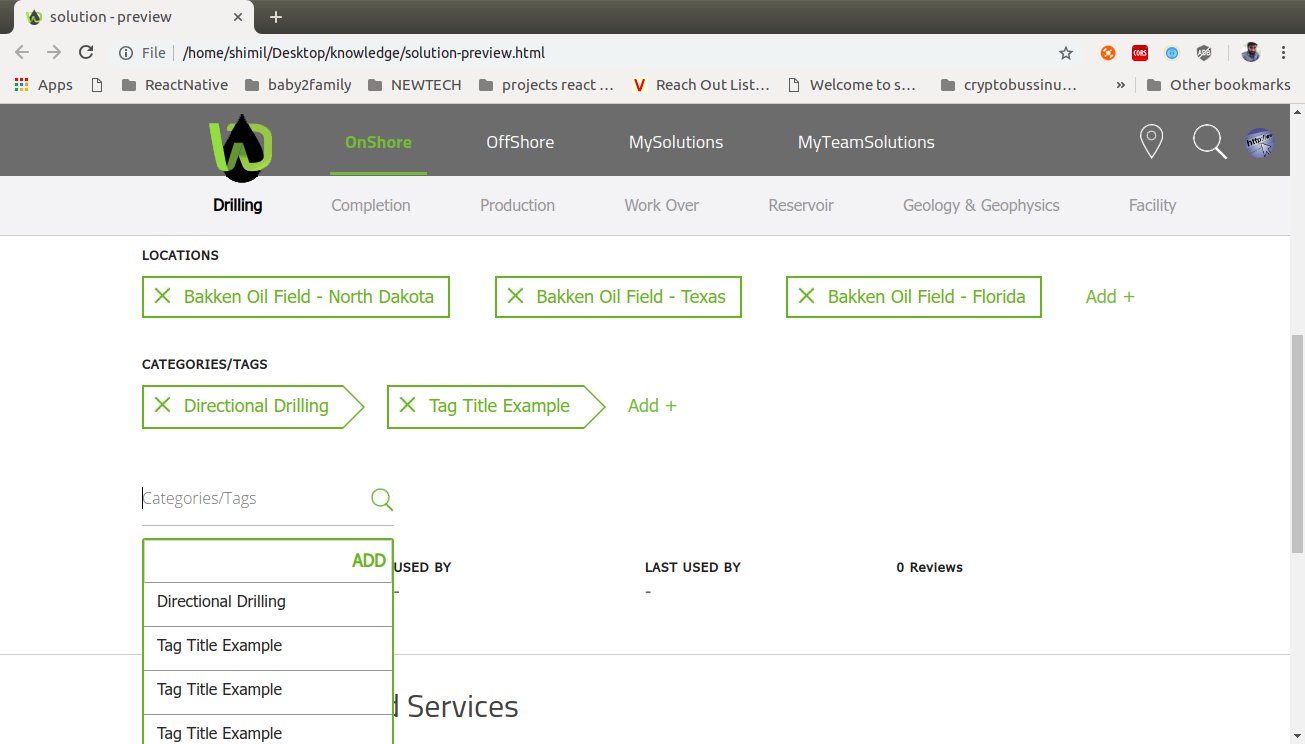 solution - preview
File /home/shimil/Desktop/knowledge/solution-preview.html
CORS
ABP
Apps ReactNative baby2family NEWTECH projects react ... V Reach Out List... Welcome to s... cryptobussinu... » Other bookmarks
OnShore OffShore MySolutions MyTeamSolutions
Drilling Completion Production Work Over Reservoir Geology & Geophysics Facility
LOCATIONS
Bakken Oil Field - North Dakota Bakken Oil Field - Texas Bakken Oil Field - Florida Add +
CATEGORIES/TAGS
Directional Drilling Tag Title Example Add +
Categories/Tags
ADD
USED BY LAST USED BY 0 Reviews
- -
Directional Drilling
Tag Title Example
Tag Title Example
d Services
Tag Title Example